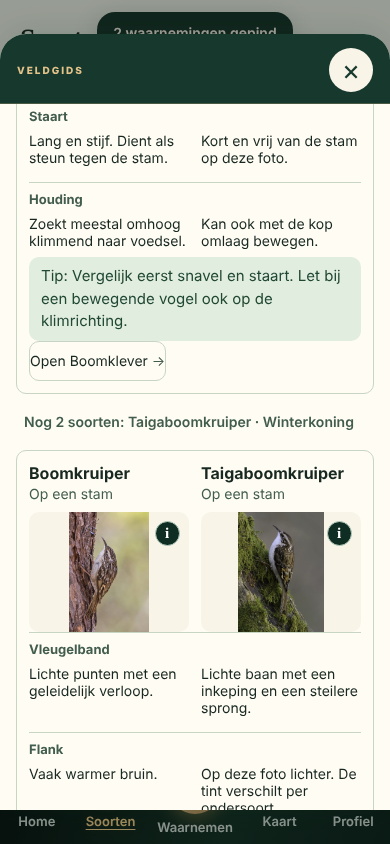 2 waarnemingen gepind
VELDGIDS
×
Staart
Lang en stijf. Dient als
steun tegen de stam.
Kort en vrij van de stam
op deze foto.
Houding
Zoekt meestal omhoog
klimmend naar voedsel.
Kan ook met de kop
omlaag bewegen.
Tip: Vergelijk eerst snavel en staart. Let bij
een bewegende vogel ook op de
klimrichting.
Open Boomklever →
Nog 2 soorten: Taigaboomkruiper · Winterkoning
Boomkruiper
Op een stam
Taigaboomkruiper
Op een stam
i
i
Vleugelband
Lichte punten met een
geleidelijk verloop.
Lichte baan met een
inkeping en een steilere
sprong.
Flank
Vaak warmer bruin.
Op deze foto lichter. De
tint verschilt per
ondersoort.
Home
Soorten
Waarnemen
Kaart
Profiel